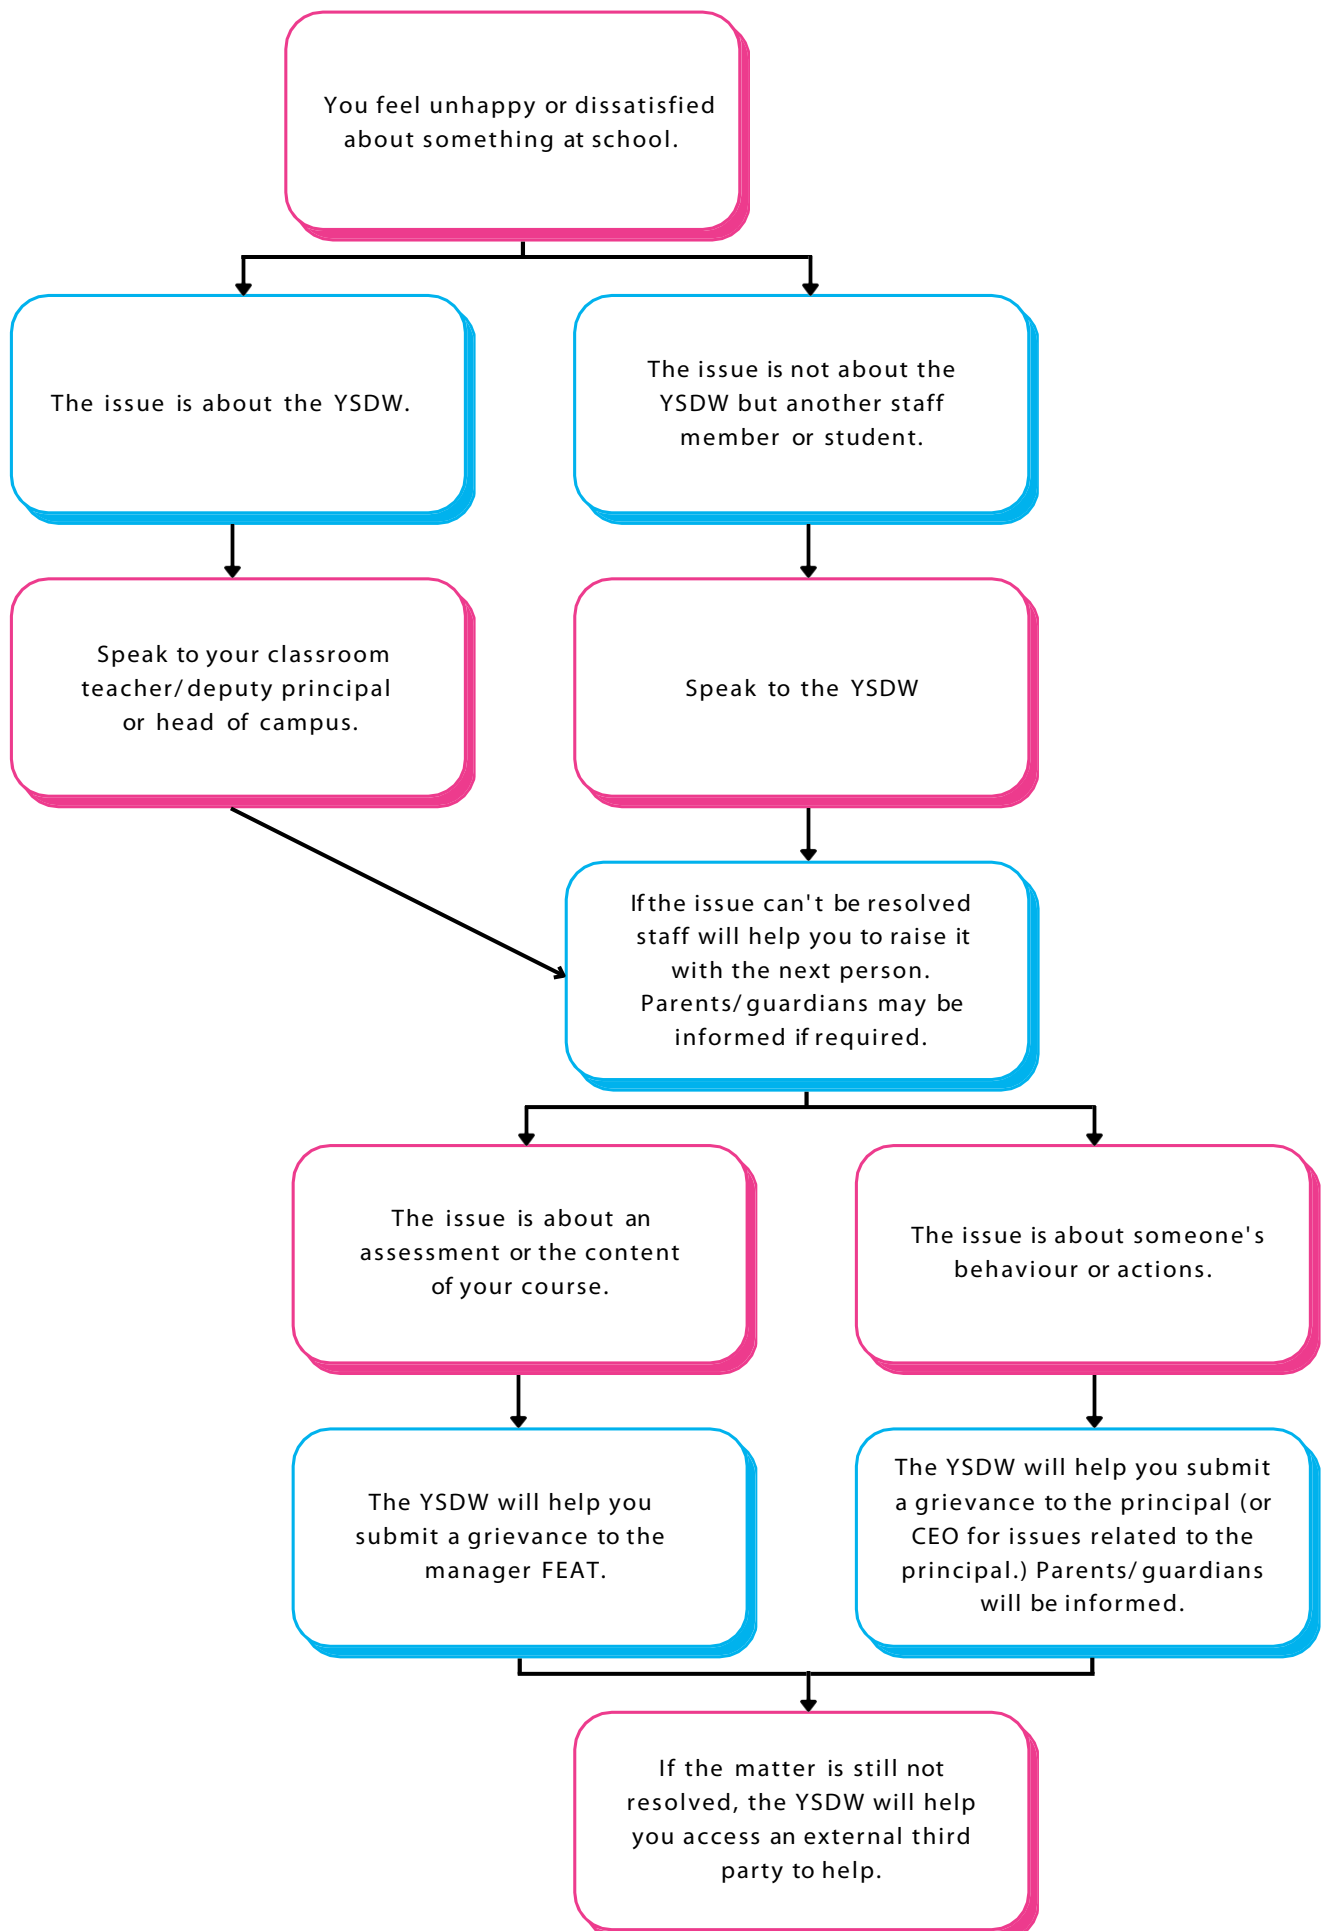 You feel unhappy or dissatisfied
about something at school.
The issue is about the YSDW.
The issue is not about the
YSDW but another staff
member or student.
Speak to your classroom
teacher/deputy principal
or head of campus.
Speak to the YSDW
If the issue can't be resolved
staff will help you to raise it
with the next person.
Parents/guardians may be
informed if required.
The issue is about an
assessment or the content
of your course.
The issue is about someone's
behaviour or actions.
The YSDW will help you
submit a grievance to the
manager FEAT.
The YSDW will help you submit
a grievance to the principal (or
CEO for issues related to the
principal.) Parents/guardians
will be informed.
If the matter is still not
resolved, the YSDW will help
you access an external third
party to help.